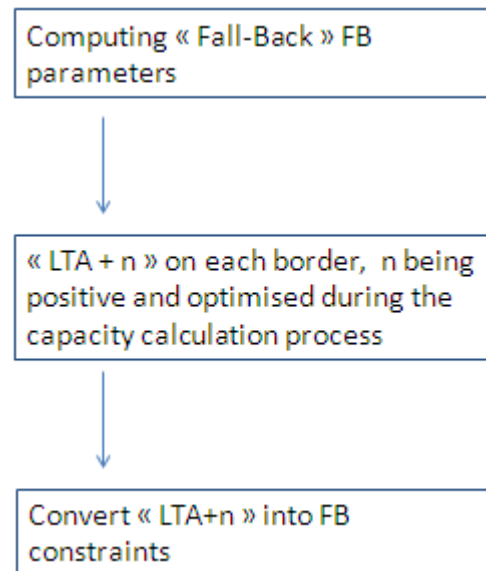 Computing « Fall-Back » FB
parameters
« LTA + n » on each border,  n being
positive and optimised during the
capacity calculation process
Convert « LTA+n » into FB
constraints